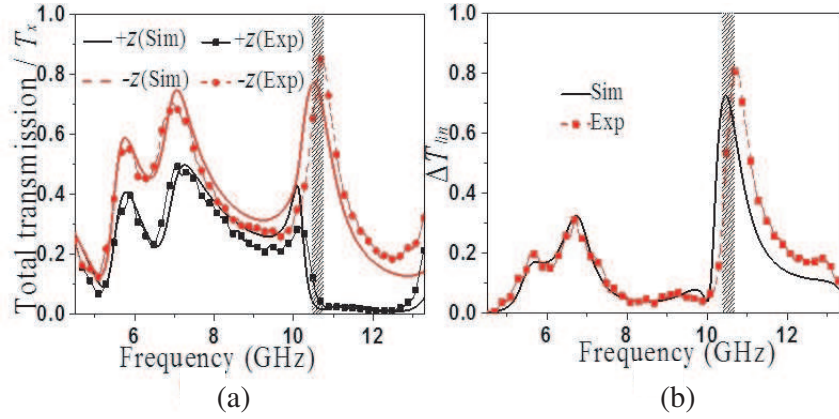 Total transmission / Tx
1.0
0.8
0.6
0.4
0.2
0.0
+z(Sim) +z(Exp)
-z(Sim) -z(Exp)
6 8 10 12
Frequency (GHz)
(a)
ΔTlin
1.0
0.8
0.6
0.4
0.2
0.0
Sim
Exp
6 8 10 12
Frequency (GHz)
(b)